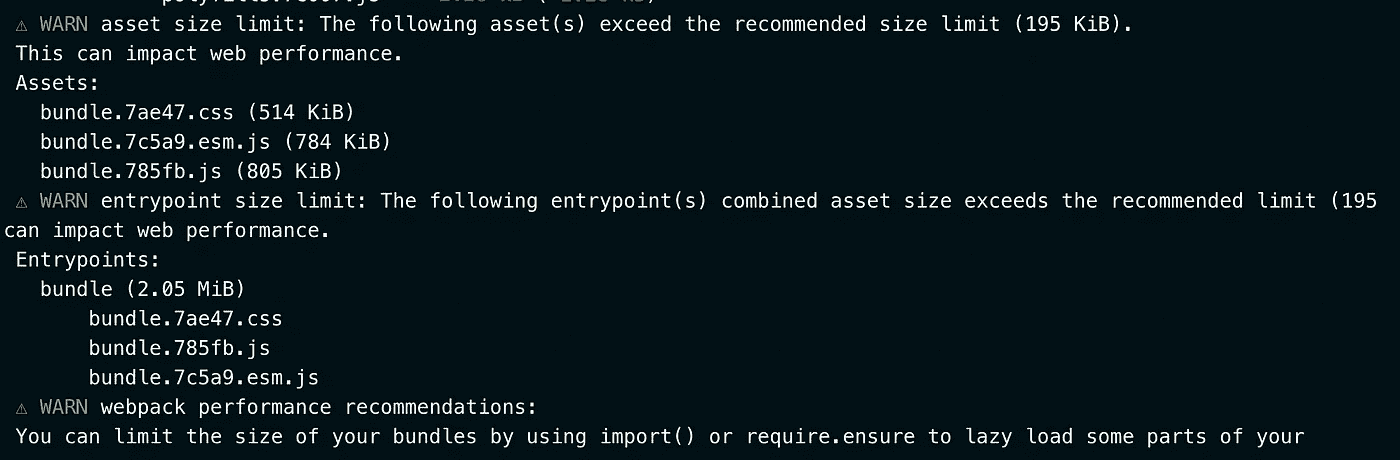 ⚠ WARN asset size limit: The following asset(s) exceed the recommended size limit (195 KiB).
This can impact web performance.
Assets:
bundle.7ae47.css (514 KiB)
bundle.7c5a9.esm.js (784 KiB)
bundle.785fb.js (805 KiB)
⚠ WARN entrypoint size limit: The following entrypoint(s) combined asset size exceeds the recommended limit (195
can impact web performance.
Entrypoints:
bundle (2.05 MiB)
bundle.7ae47.css
bundle.785fb.js
bundle.7c5a9.esm.js
⚠ WARN webpack performance recommendations:
You can limit the size of your bundles by using import() or require.ensure to lazy load some parts of your